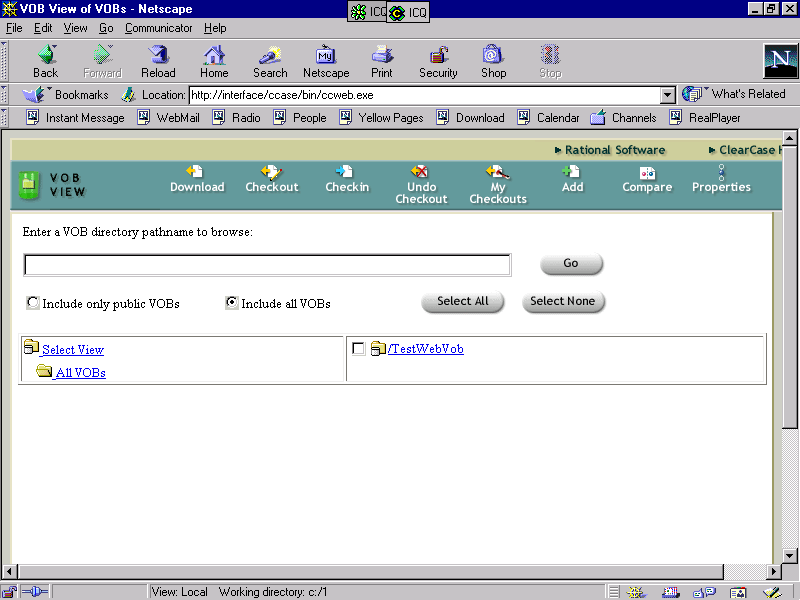 VOB View of VOBs - Netscape
ICQ
ICQ
File Edit View Go Communicator Help
Back Forward Reload Home Search Netscape Print Security Shop Stop
My
N
Bookmarks Location: http://interface/ccase/bin/ccweb.exe What's Related
Instant Message WebMail Radio People Yellow Pages Download Calendar Channels RealPlayer
Rational Software ClearCase H
VOB VIEW
Download Checkout Checkin Undo Checkout My Checkouts Add Compare Properties
Enter a VOB directory pathname to browse:
Go
Include only public VOBs Include all VOBs Select All Select None
Select View /TestWebVob
All VOBs
View: Local Working directory: c:/1